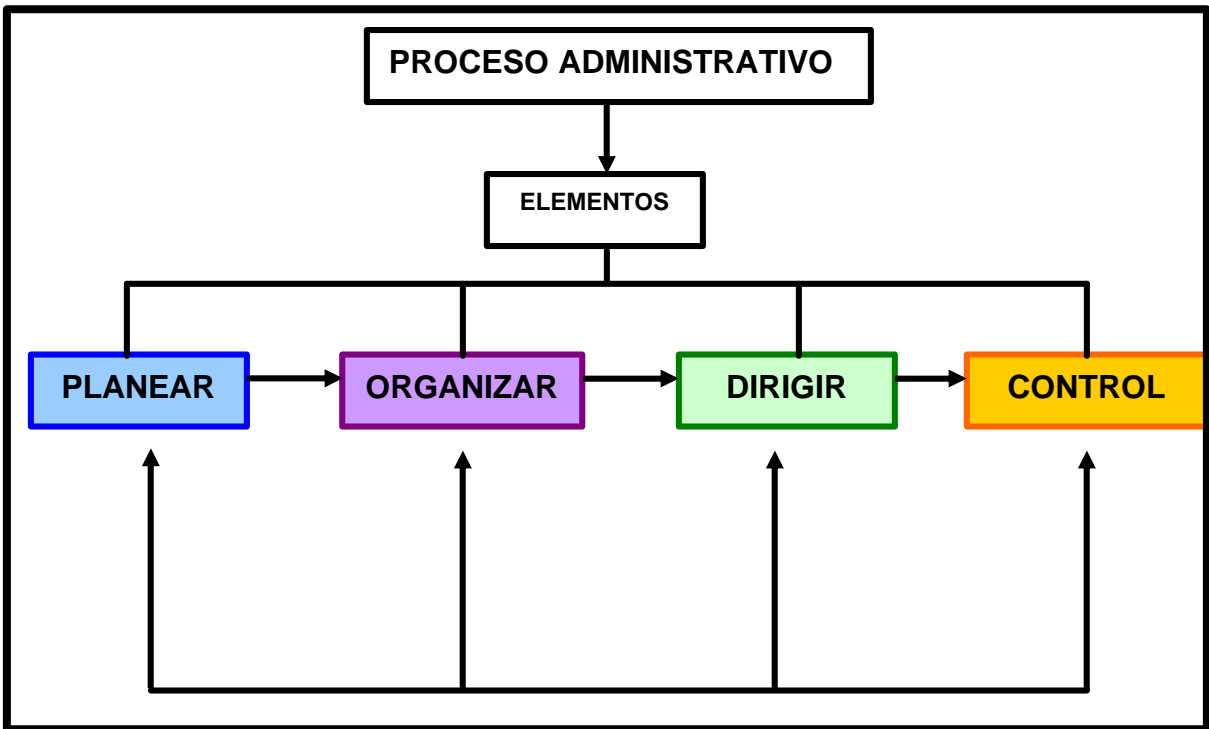 PROCESO ADMINISTRATIVO
ELEMENTOS
PLANEAR
ORGANIZAR
DIRIGIR
CONTROL